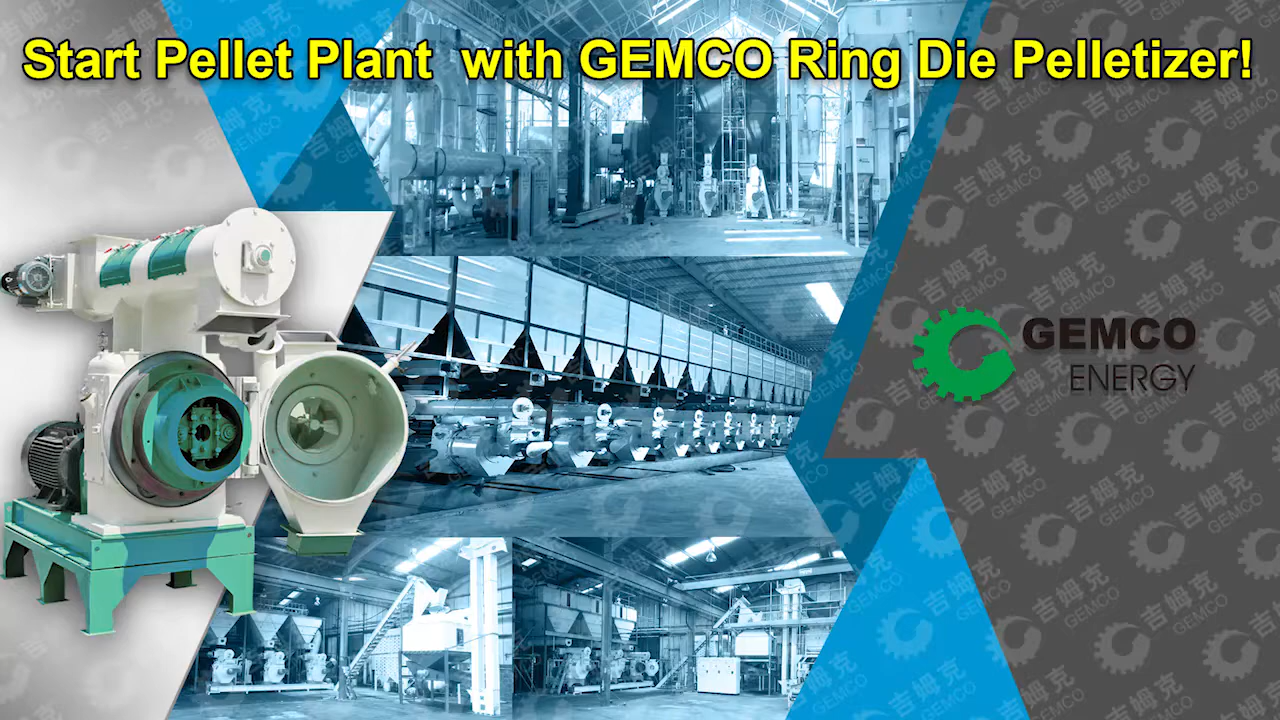 Start Pellet Plant with GEMCO Ring Die Pelletizer!
GEMCO
ENERGY
吉姆克
GEMCO